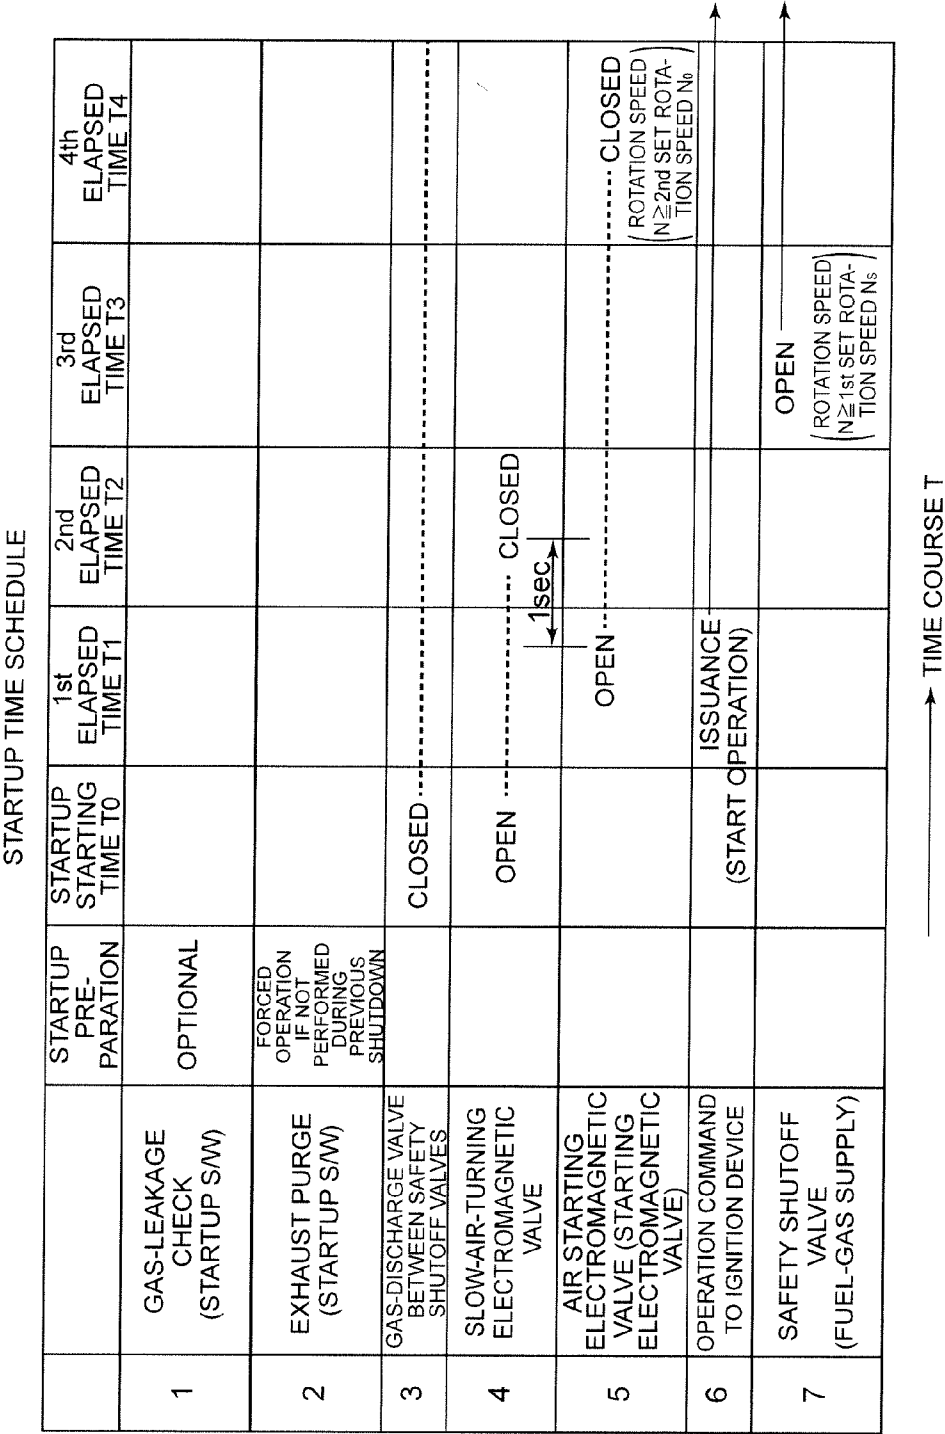 STARTUP TIME SCHEDULE
STARTUP
PRE-
PARATION
STARTUP
STARTING
TIME T0
1st
ELAPSED
TIME T1
2nd
ELAPSED
TIME T2
3rd
ELAPSED
TIME T3
4th
ELAPSED
TIME T4
1
GAS-LEAKAGE
CHECK
(STARTUP S/W)
OPTIONAL
2
EXHAUST PURGE
(STARTUP S/W)
FORCED
OPERATION
IF NOT
PERFORMED
DURING
PREVIOUS
SHUTDOWN
3
GAS-DISCHARGE VALVE
BETWEEN SAFETY
SHUTOFF VALVES
CLOSED
4
SLOW-AIR-TURNING
ELECTROMAGNETIC
VALVE
OPEN
CLOSED
1sec
5
AIR STARTING
ELECTROMAGNETIC
VALVE (STARTING
ELECTROMAGNETIC
VALVE)
OPEN
CLOSED
(ROTATION SPEED
N≧2nd SET ROTA-
TION SPEED N0)
6
OPERATION COMMAND
TO IGNITION DEVICE
ISSUANCE
(START OPERATION)
7
SAFETY SHUTOFF
VALVE
(FUEL-GAS SUPPLY)
OPEN
(ROTATION SPEED
N≧1st SET ROTA-
TION SPEED Ns)
TIME COURSE T